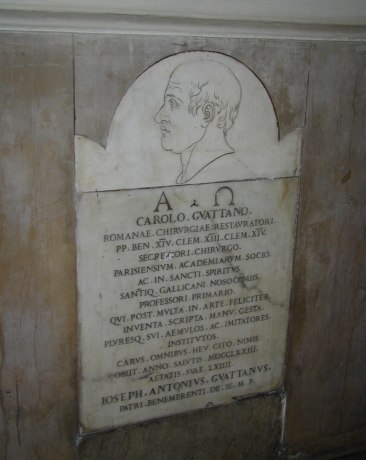 Α Ω
CAROLO . GVATTANO .
ROMANAE . CHIRVRGIAE . RESTAVRATORI .
PP . BEN . XIV . CLEM . XIII . CLEM . XIV .
SECRETIORI . CHIRVRGO .
PARISIENSIVM . ACADEMIARVM . SOCIO .
AC . IN . SANCTI . SPIRITVS .
SANTIQ . GALLICANI . NOSOCOMIIS .
PROFESSORI . PRIMARIO .
QVI . POST . MVLTA . IN . ARTE . FELICITER .
INVENTA . SCRIPTA . MANV . GESTA .
PLVRESQ . SVI . AEMVLOS . AC . IMITATORES .
INSTITVTOS .
CARVS . OMNIBVS . HEV . CITO . NIMIS .
OBIIT . ANNO . SALVTIS . MDCCLXXIII
AETATIS . SVAE . LXIIII .
IOSEPH . ANTONIVS . GVATTANVS .
PATRI . BENEMERENTI . DE . SE . M . P .